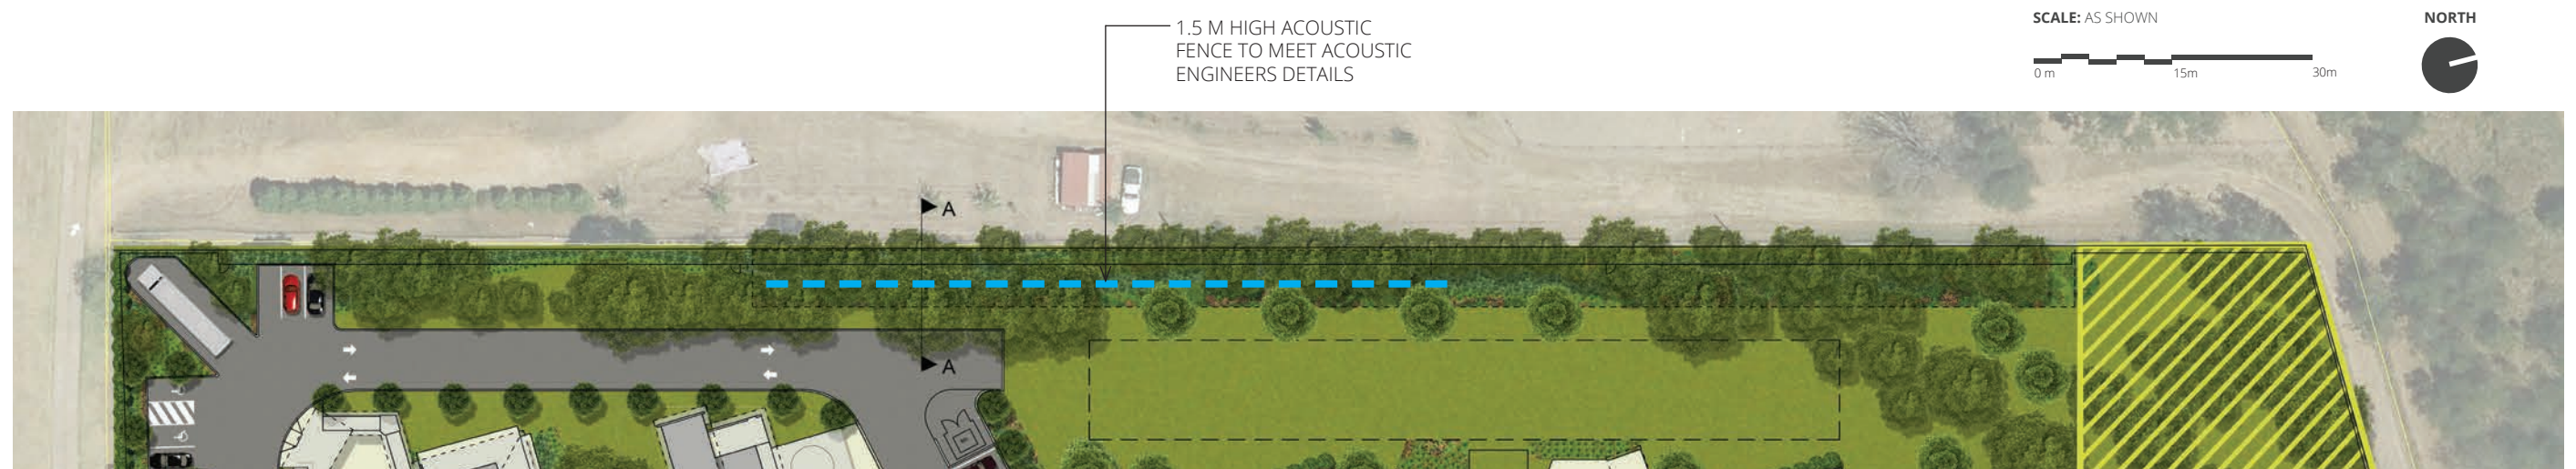 1.5 M HIGH ACOUSTIC
FENCE TO MEET ACOUSTIC
ENGINEERS DETAILS
SCALE: AS SHOWN
0 m 15m 30m
NORTH
A
A